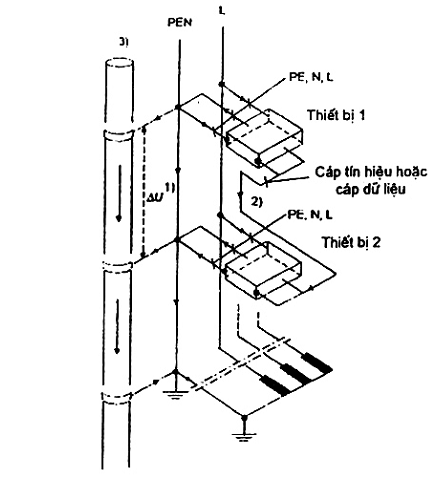 L
PEN
3)
PE, N, L
Thiết bị 1
Cáp tín hiệu hoặc
cáp dữ liệu
ΔU 1)
2)
PE, N, L
Thiết bị 2